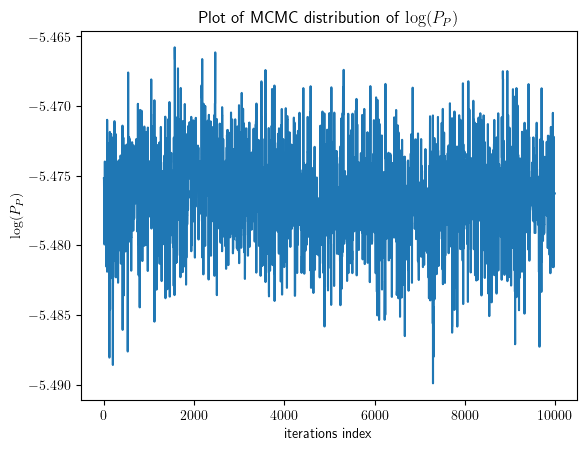 Plot of MCMC distribution of log(P_P)
−5.465
−5.470
−5.475
−5.480
−5.485
−5.490
log(P_P)
0 2000 4000 6000 8000 10000
iterations index